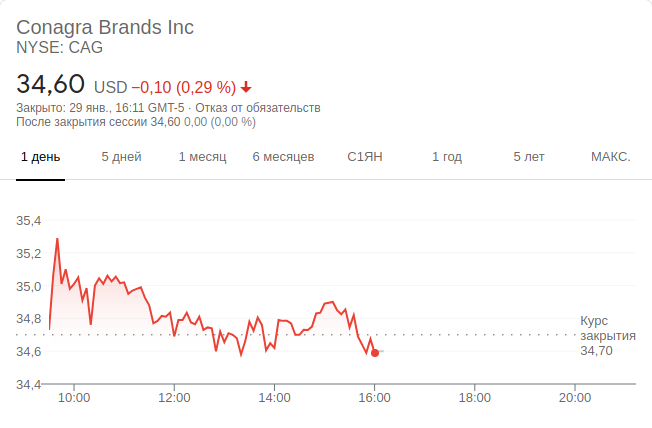 Conagra Brands Inc
NYSE: CAG
34,60 USD −0,10 (0,29 %)
Закрыто: 29 янв., 16:11 GMT-5 · Отказ от обязательств
После закрытия сессии 34,60 0,00 (0,00 %)
1 день 5 дней 1 месяц 6 месяцев С1ЯН 1 год 5 лет МАКС.
35,4
35,2
35,0
34,8
34,6
34,4
Курс
закрытия
34,70
10:00 12:00 14:00 16:00 18:00 20:00